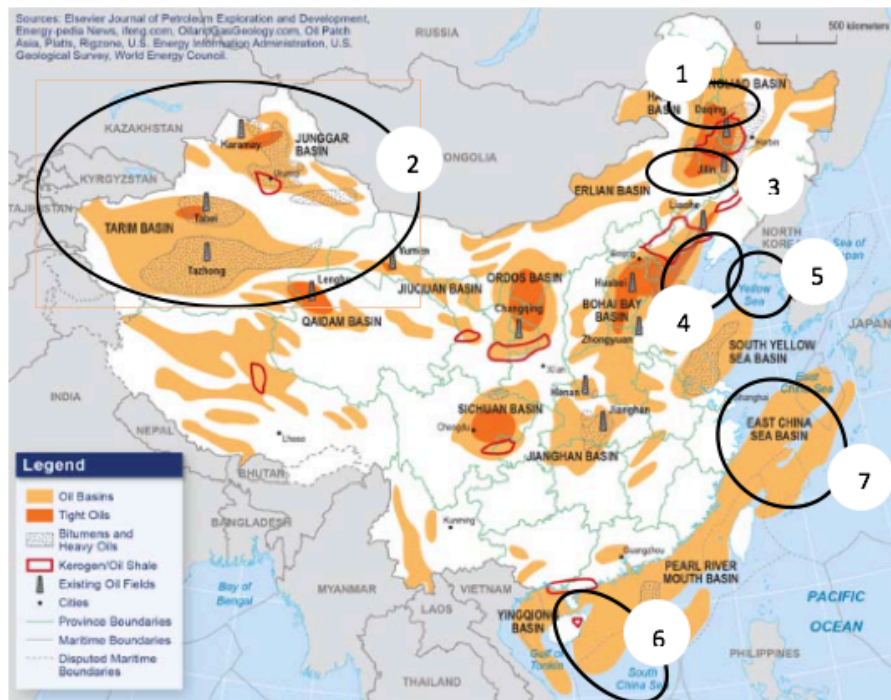 Sources: Elsevier Journal of Petroleum Exploration and Development,
Energy-pedia News, ifeng.com, OilandGasGeology.com, Oil Patch
Asia, Platts, Rigzone, U.S. Energy Information Administration, U.S.
Geological Survey, World Energy Council.
0 500 kilometers
RUSSIA
1
BASIN
Daqing
Harbin
KAZAKHSTAN
JUNGGAR
BASIN
Karamay
2
KYRGYZSTAN
Jilin
ERLIAN BASIN
3
Liaohe
TARIM BASIN
Tabei
Tazhong
Yumen
NORTH
Beijing
5
Yellow
Sea
ORDOS BASIN
Huabei
JIUCIUAN BASIN
Lenghu
QAIDAM BASIN
Changqing
BOHAI BAY
BASIN
4
JAPAN
Zhongyuan
SOUTH YELLOW
SEA BASIN
Xi'an
INDIA
Henan
East
China Sea
Shanghai
SICHUAN BASIN
Jianghan
EAST CHINA
SEA BASIN
NEPAL
Lhasa
Chengdu
JIANGHAN BASIN
7
BHUTAN
Legend
Oil Basins
Tight Oils
Bitumens and
Heavy Oils
Kerogen/Oil Shale
Existing Oil Fields
Cities
Province Boundaries
Maritime Boundaries
Disputed Maritime
Boundaries
BANGLADESH
Kunming
Guangzhou
PEARL RIVER
MOUTH BASIN
Bay of
Bengal
MYANMAR
VIETNAM
LAOS
YINGQIONG
BASIN
PACIFIC
OCEAN
6
Gulf of
Tonkin
South
China Sea
PHILIPPINES
THAILAND